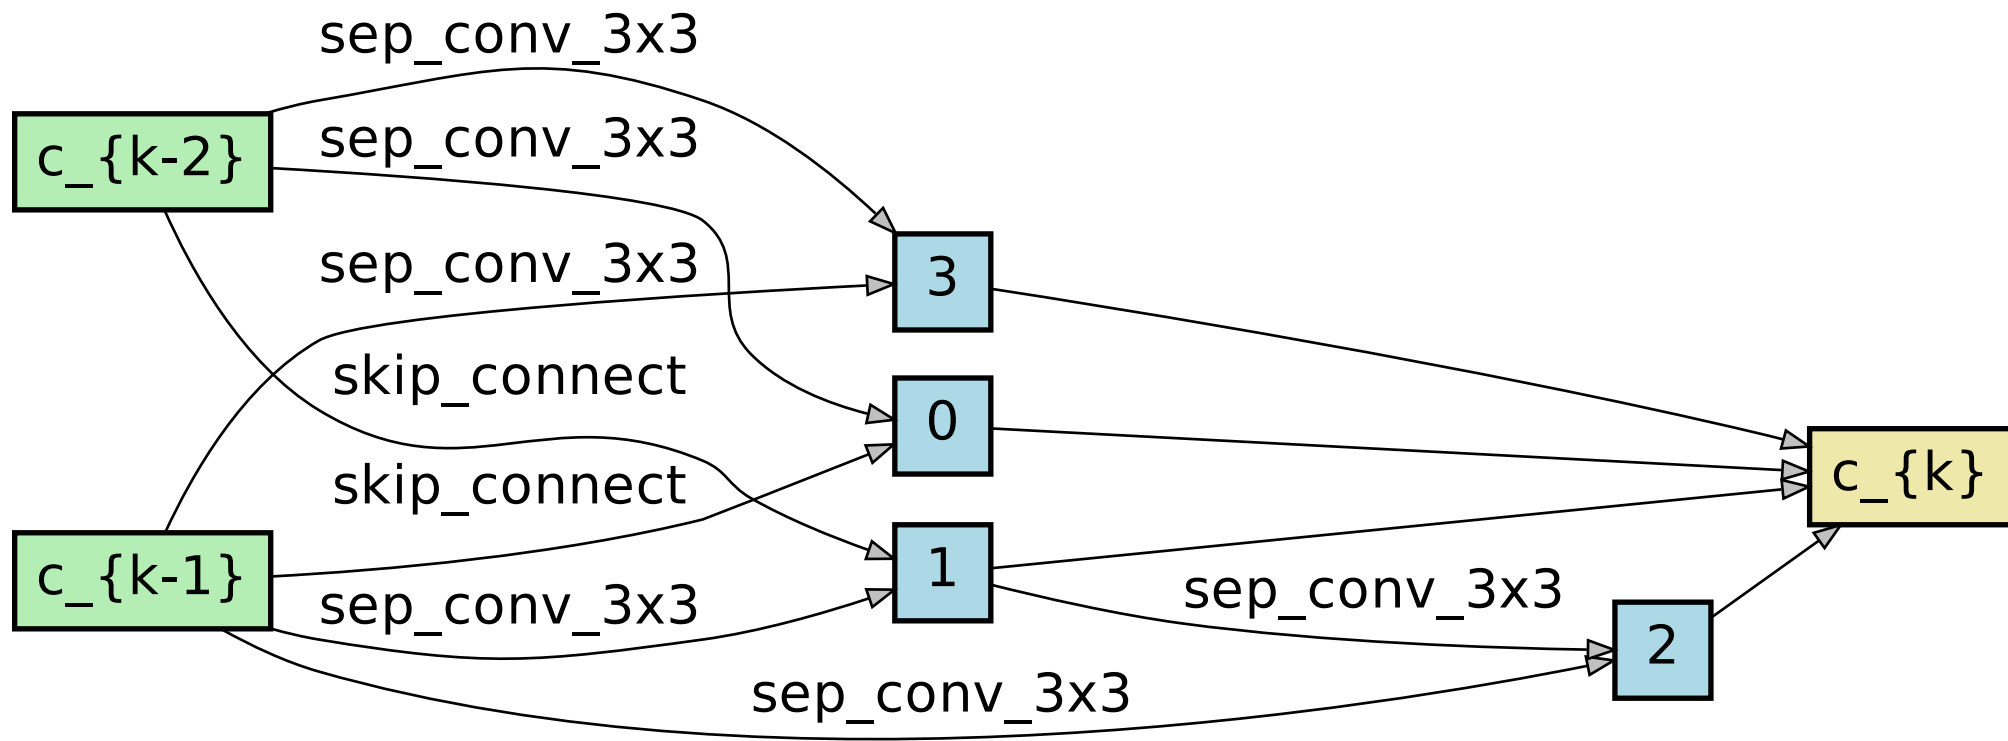 sep_conv_3x3
c_{k-2}
sep_conv_3x3
sep_conv_3x3
3
skip_connect
0
c_{k}
skip_connect
c_{k-1}
1
sep_conv_3x3
sep_conv_3x3
2
sep_conv_3x3